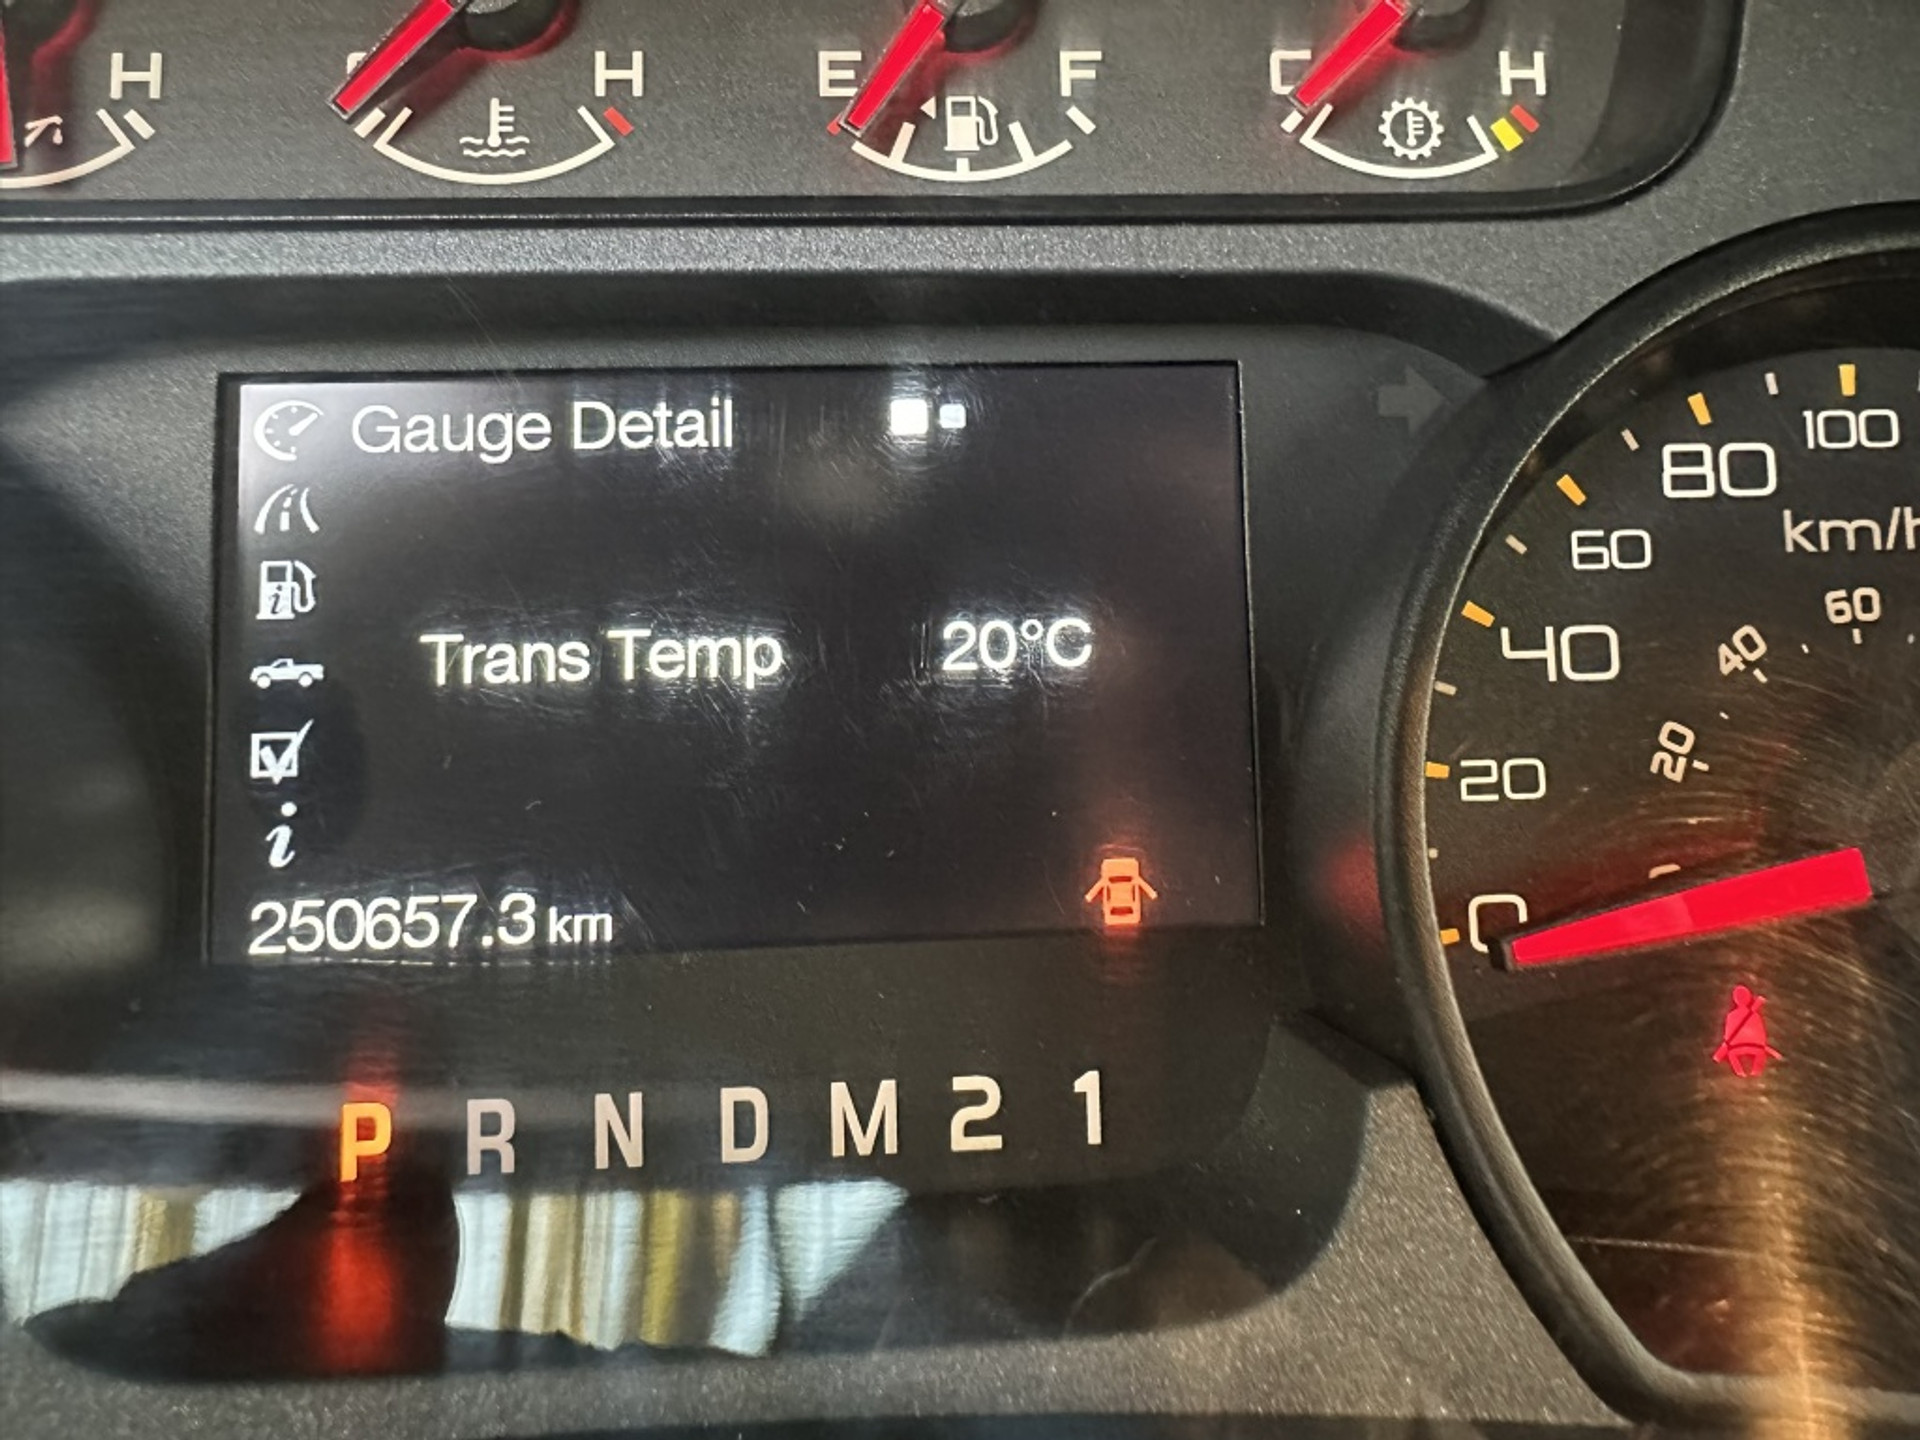 H
H
E F
C H
Gauge Detail
Trans Temp 20°C
250657.3 km
P R N D M 2 1
100
80
km/h
60
60
40
40
20
20
0